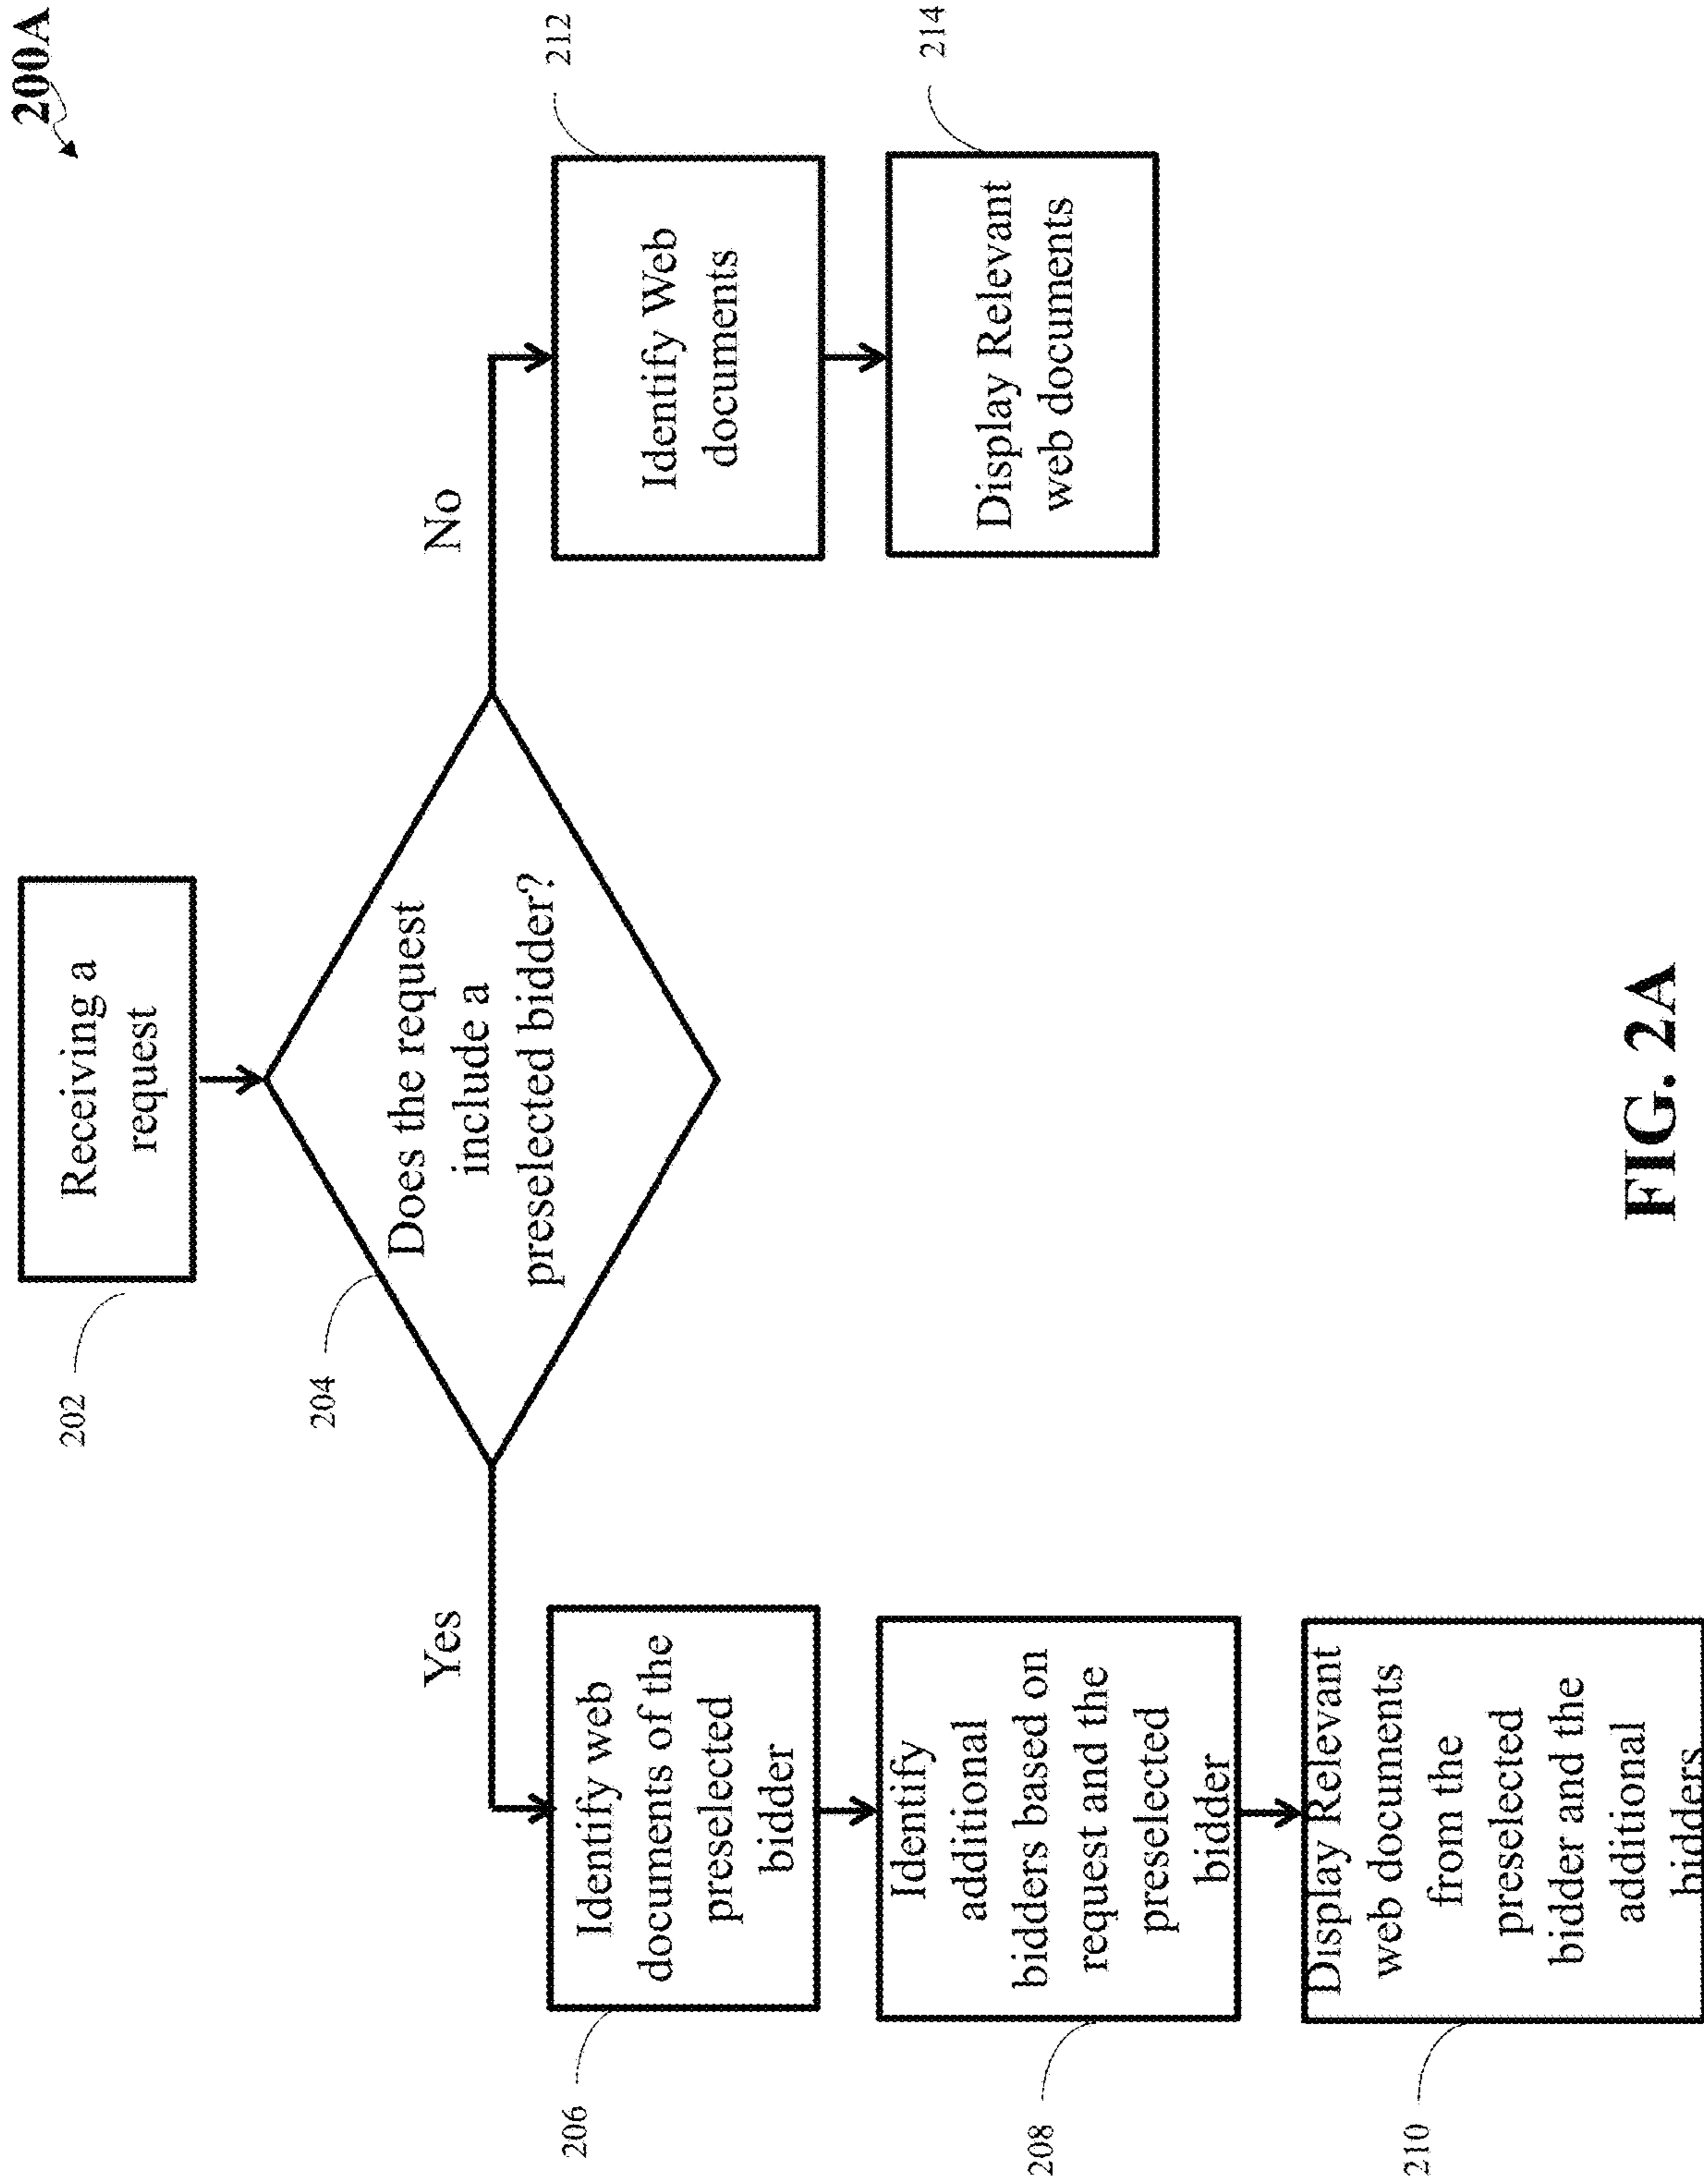 200A
Receiving a
request
202
204
Does the request
include a
preselected bidder?
Yes
No
Identify web
documents of the
preselected
bidder
206
Identify
additional
bidders based on
request and the
preselected
bidder
208
Display Relevant
web documents
from the
preselected
bidder and the
additional
bidders
210
212
Identify Web
documents
214
Display Relevant
web documents
FIG. 2A